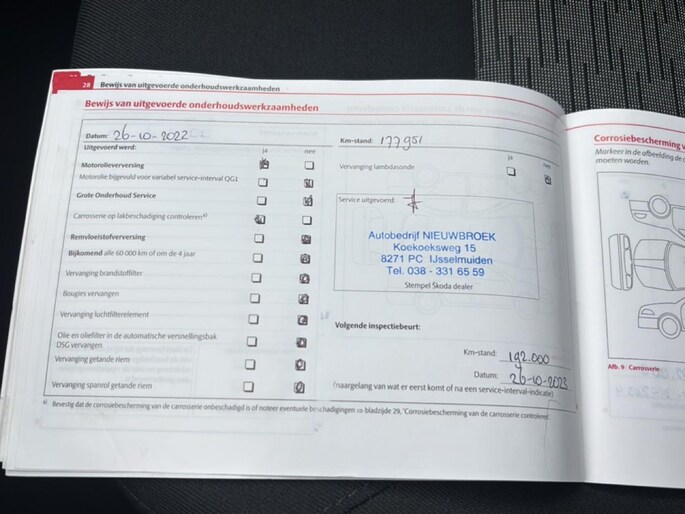 28 Bewijs van uitgevoerde onderhoudswerkzaamheden
Bewijs van uitgevoerde onderhoudswerkzaamheden
Datum: 26-10-2022
Km-stand: 177951
Uitgevoerd werd: ja nee
ja
Motorolieverversing
Motorolie bijgevuld voor variabel service-interval QG1
Grote Onderhoud Service
Carrosserie op lakbeschadiging controleren a)
Remvloeistofverversing
Bijkomend alle 60 000 km of om de 4 jaar
Vervanging brandstoffilter
Bougies vervangen
Vervanging luchtfilterelement
Olie en oliefilter in de automatische versnellingsbak
DSG vervangen
Vervanging getande riem
Vervanging spanrol getande riem
Vervanging lambdasonde
Service uitgevoerd:
Autobedrijf NIEUWBROEK
Koekoeksweg 15
8271 PC IJsselmuiden
Tel. 038 - 331 65 59
Stempel Škoda dealer
Volgende inspectiebeurt:
Km-stand: 192.000
Datum: 26-10-2023
(naargelang van wat er eerst komt of na een service-interval-indicatie)
a) Bevestig dat de corrosiebescherming van de carrosserie onbeschadigd is of noteer eventuele beschadigingen ⇒ bladzijde 29, "Corrosiebescherming van de carrosserie controleren"
Corrosiebescherming
Markeer in de afbeelding de
moeten worden.
Afb. 9 Carrosserie